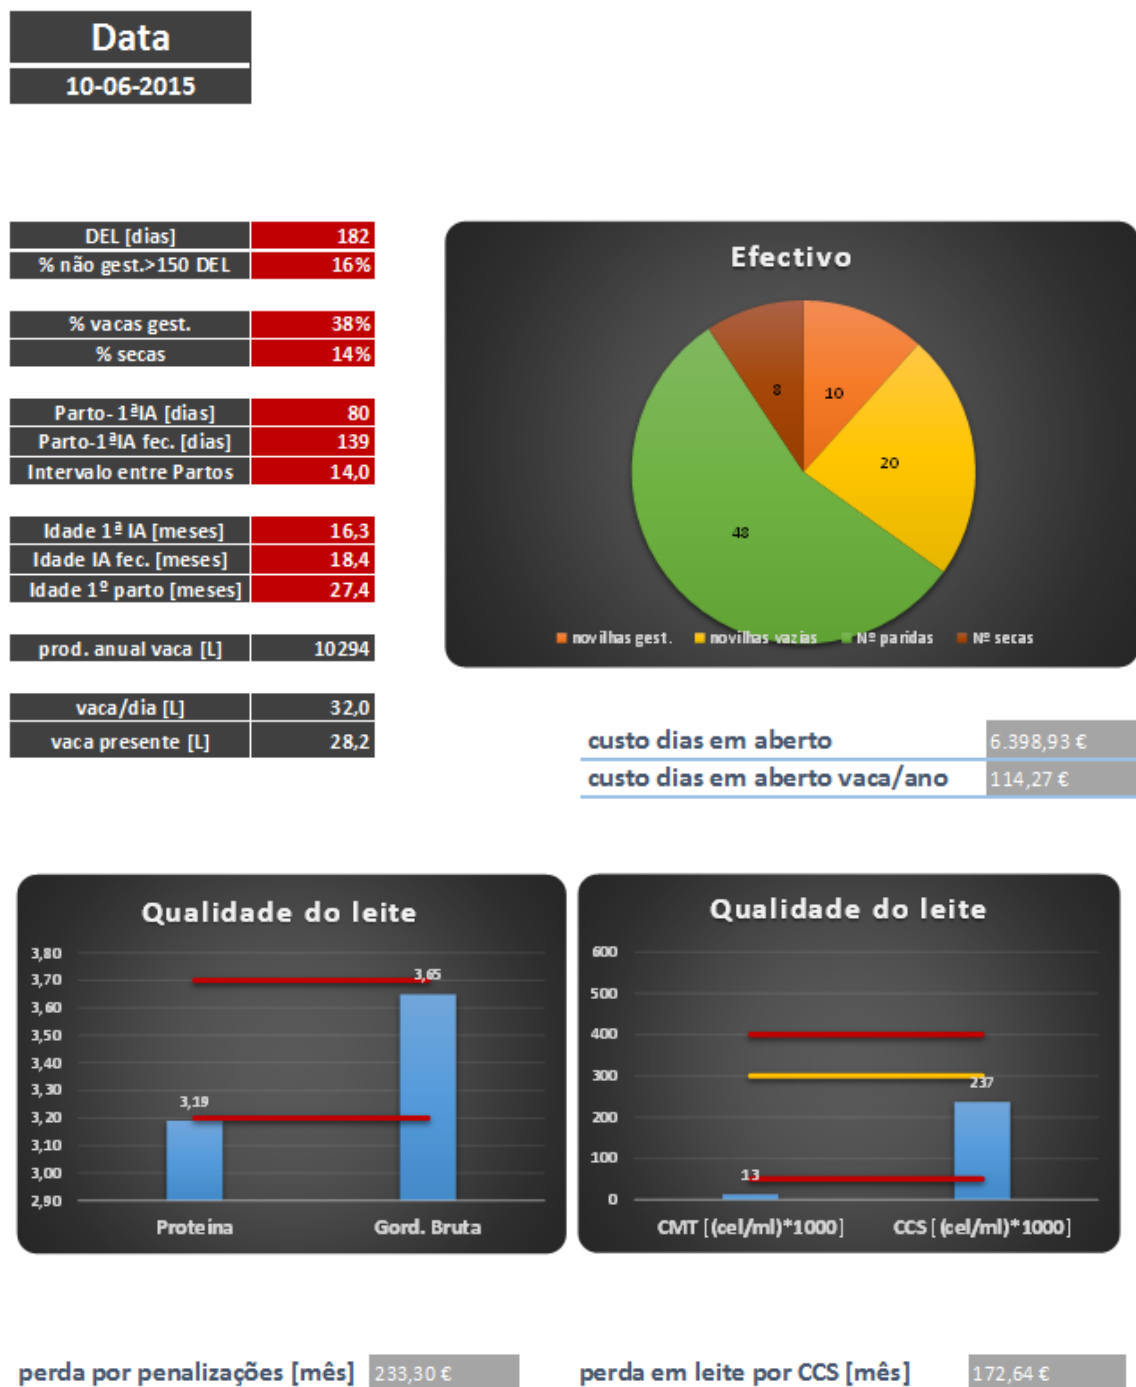 Data
10-06-2015
DEL [dias] 182
% não gest.>150 DEL 16%
% vacas gest. 38%
% secas 14%
Parto- 1ªIA [dias] 80
Parto-1ªIA fec. [dias] 139
Intervalo entre Partos 14,0
Idade 1ª IA [meses] 16,3
Idade IA fec. [meses] 18,4
Idade 1º parto [meses] 27,4
prod. anual vaca [L] 10294
vaca/dia [L] 32,0
vaca presente [L] 28,2
Efectivo
8
10
20
48
novilhas gest. novilhas vazias Nº paridas Nº secas
custo dias em aberto 6.398,93 €
custo dias em aberto vaca/ano 114,27 €
Qualidade do leite
3,80
3,70
3,60
3,50
3,40
3,30
3,20
3,10
3,00
2,90
3,19
3,65
Proteína Gord. Bruta
Qualidade do leite
600
500
400
300
200
100
0
13
237
CMT [(cel/ml)*1000] CCS [(cel/ml)*1000]
perda por penalizações [mês] 233,30 €
perda em leite por CCS [mês] 172,64 €